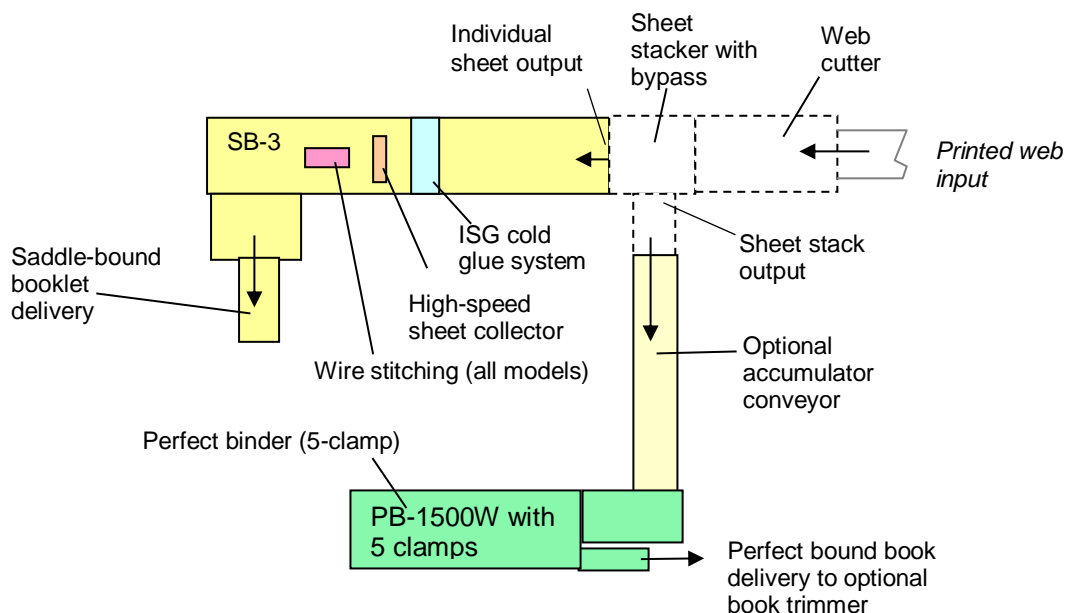 Individual
sheet output
Sheet
stacker with
bypass
Web
cutter
SB-3
Printed web
input
Saddle-bound
booklet
delivery
ISG cold
glue system
Sheet stack
output
High-speed
sheet collector
Wire stitching (all models)
Optional
accumulator
conveyor
Perfect binder (5-clamp)
PB-1500W with
5 clamps
Perfect bound book
delivery to optional
book trimmer